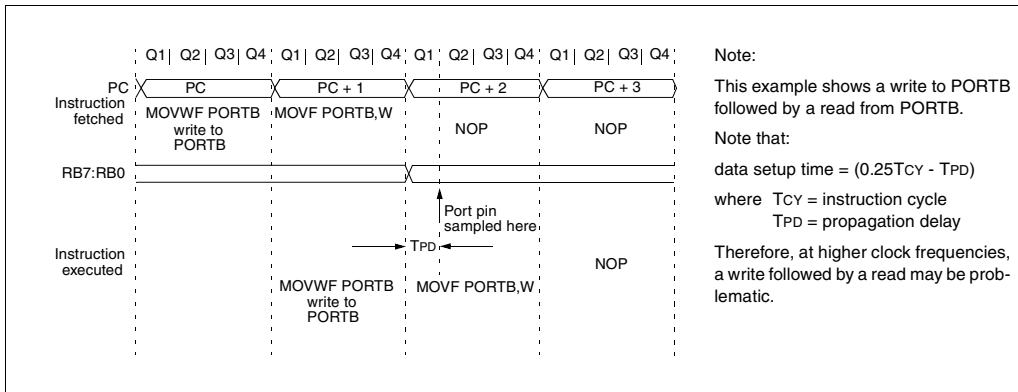 Q1| Q2| Q3| Q4 Q1| Q2| Q3| Q4 Q1| Q2| Q3| Q4 Q1| Q2| Q3| Q4
PC PC PC + 1 PC + 2 PC + 3
Instruction
fetched
MOVWF PORTB
write to
PORTB
MOVF PORTB,W
NOP
NOP
RB7:RB0
Port pin
sampled here
TPD
Instruction
executed
MOVWF PORTB
write to
PORTB
MOVF PORTB,W
NOP
Note:
This example shows a write to PORTB
followed by a read from PORTB.
Note that:
data setup time = (0.25TCY - TPD)
where TCY = instruction cycle
TPD = propagation delay
Therefore, at higher clock frequencies,
a write followed by a read may be prob-
lematic.